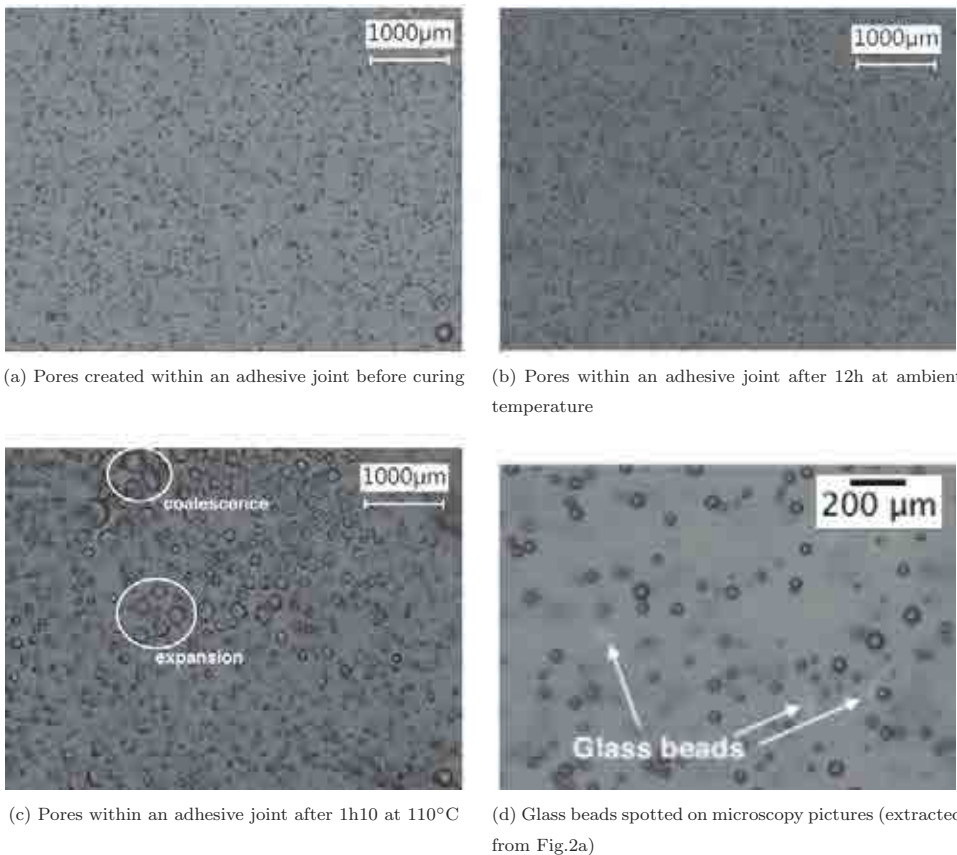 1000µm
1000µm
(a) Pores created within an adhesive joint before curing
(b) Pores within an adhesive joint after 12h at ambient
temperature
1000µm
coalescence
expansion
200 µm
Glass beads
(c) Pores within an adhesive joint after 1h10 at 110°C
(d) Glass beads spotted on microscopy pictures (extracted
from Fig.2a)